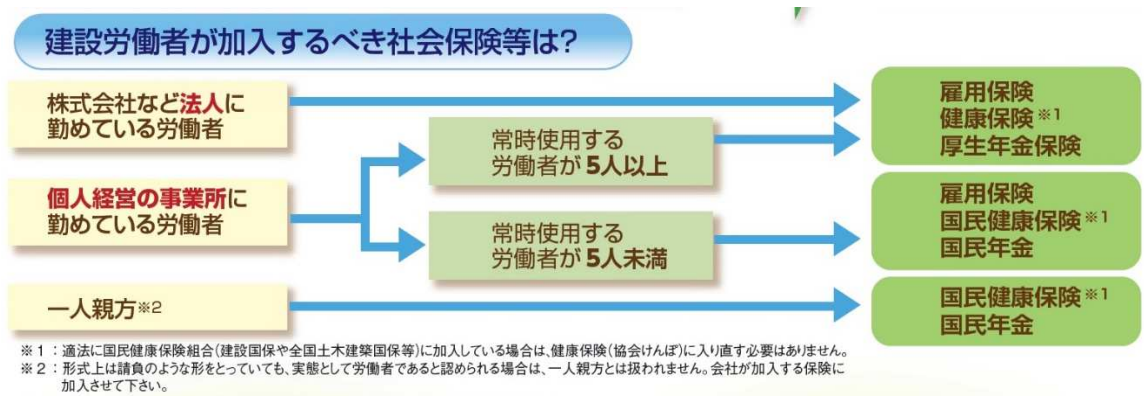 建設労働者が加入するべき社会保険等は?
株式会社など法人に
勤めている労働者
雇用保険
健康保険※1
厚生年金保険
個人経営の事業所に
勤めている労働者
常時使用する
労働者が5人以上
常時使用する
労働者が5人未満
雇用保険
国民健康保険※1
国民年金
一人親方※2
国民健康保険※1
国民年金
※1:適法に国民健康保険組合(建設国保や全国土木建築国保等)に加入している場合は、健康保険(協会けんぽ)に入り直す必要はありません。
※2:形式上は請負のような形をとっていても、実態として労働者であると認められる場合は、一人親方とは扱われません。会社が加入する保険に
加入させて下さい。